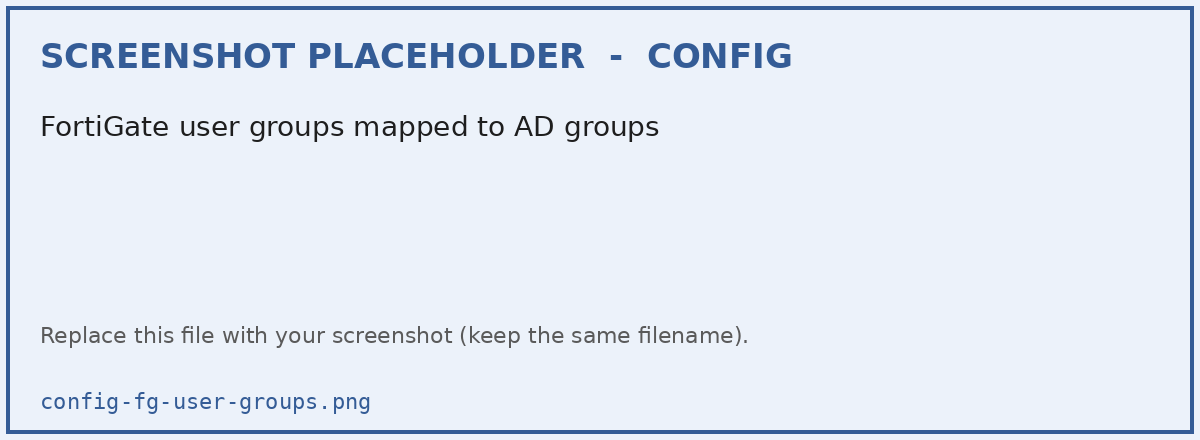 SCREENSHOT PLACEHOLDER - CONFIG
FortiGate user groups mapped to AD groups
Replace this file with your screenshot (keep the same filename).
config-fg-user-groups.png